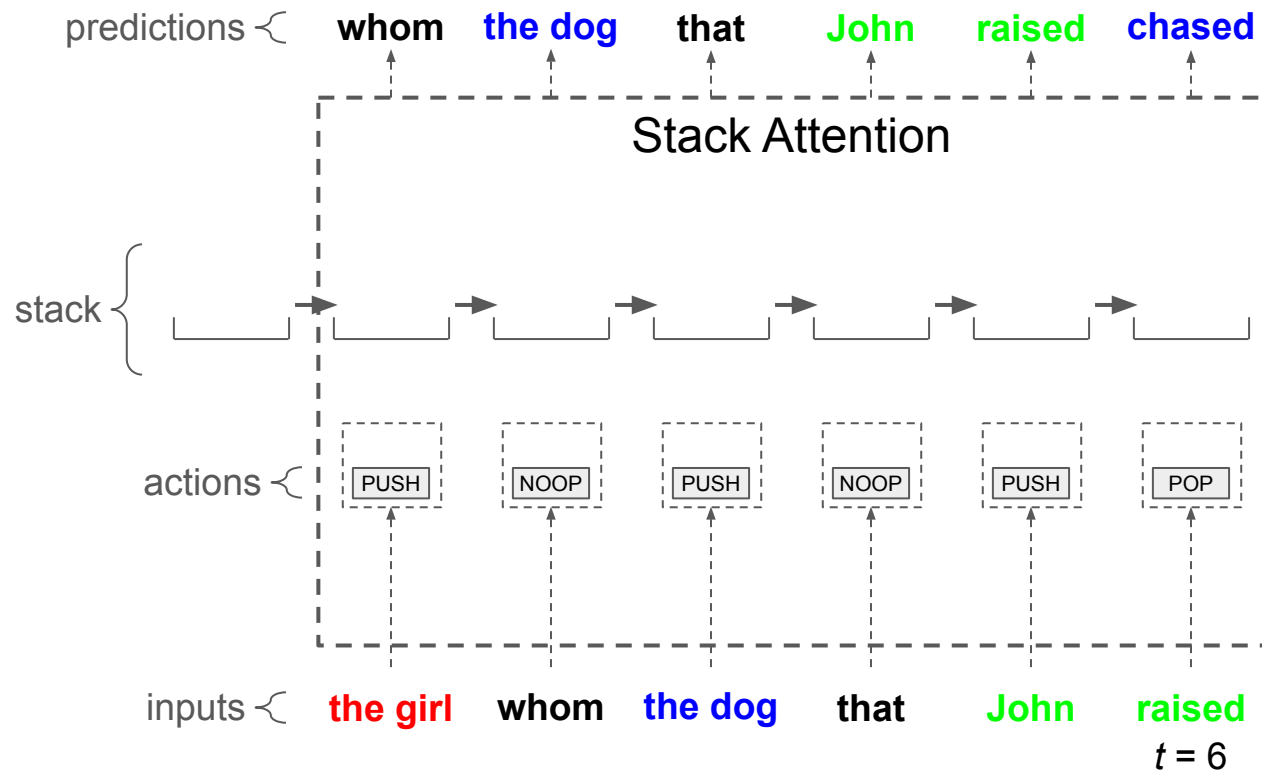 predictions whom the dog that John raised chased
Stack Attention
stack
actions PUSH NOOP PUSH NOOP PUSH POP
inputs the girl whom the dog that John raised
t = 6